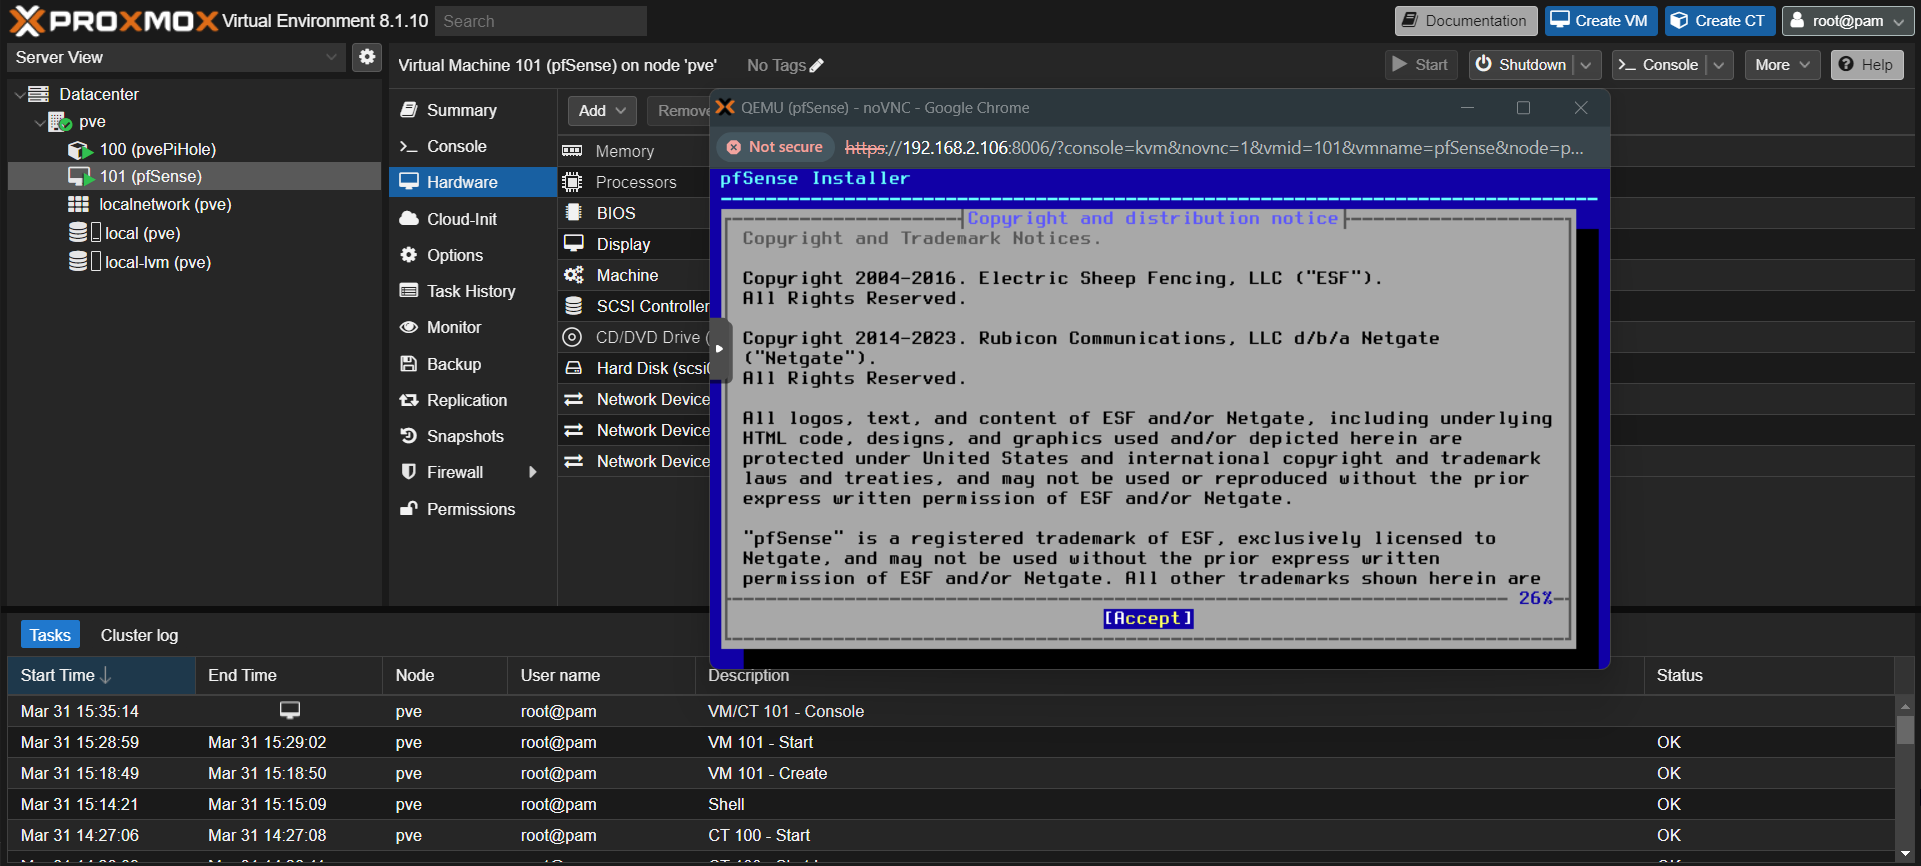 PROXMOX Virtual Environment 8.1.10 Search Documentation Create VM Create CT root@pam
Server View
Virtual Machine 101 (pfSense) on node 'pve' No Tags Start Shutdown Console More Help
Datacenter
pve
100 (pvePiHole)
101 (pfSense)
localnetwork (pve)
local (pve)
local-lvm (pve)
Summary
Console
Hardware
Cloud-Init
Options
Task History
Monitor
Backup
Replication
Snapshots
Firewall
Permissions
Add Remove
Memory
Processors
BIOS
Display
Machine
SCSI Controller
CD/DVD Drive (
Hard Disk (scsi0
Network Device
Network Device
Network Device
QEMU (pfSense) - noVNC - Google Chrome
Not secure https://192.168.2.106:8006/?console=kvm&novnc=1&vmid=101&vmname=pfSense&node=p...
pfSense Installer
Copyright and distribution notice
Copyright and Trademark Notices.
Copyright 2004-2016. Electric Sheep Fencing, LLC ("ESF").
All Rights Reserved.
Copyright 2014-2023. Rubicon Communications, LLC d/b/a Netgate
("Netgate").
All Rights Reserved.
All logos, text, and content of ESF and/or Netgate, including underlying
HTML code, designs, and graphics used and/or depicted herein are
protected under United States and international copyright and trademark
laws and treaties, and may not be used or reproduced without the prior
express written permission of ESF and/or Netgate.
"pfSense" is a registered trademark of ESF, exclusively licensed to
Netgate, and may not be used without the prior express written
permission of ESF and/or Netgate. All other trademarks shown herein are
26%
[Accept]
Tasks Cluster log
Start Time End Time Node User name Description Status
Mar 31 15:35:14 pve root@pam VM/CT 101 - Console
Mar 31 15:28:59 Mar 31 15:29:02 pve root@pam VM 101 - Start OK
Mar 31 15:18:49 Mar 31 15:18:50 pve root@pam VM 101 - Create OK
Mar 31 15:14:21 Mar 31 15:15:09 pve root@pam Shell OK
Mar 31 14:27:06 Mar 31 14:27:08 pve root@pam CT 100 - Start OK